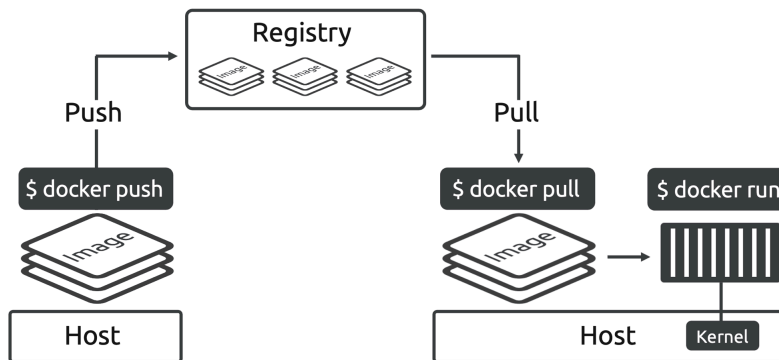 Registry
Image Image Image
Push
Pull
$ docker push
$ docker pull
$ docker run
Image
Image
Host
Host
Kernel